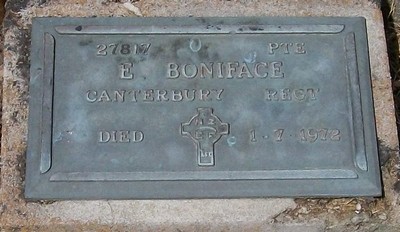 27817 PTE
E BONIFACE
CANTERBURY REGT
DIED 1·7·1972